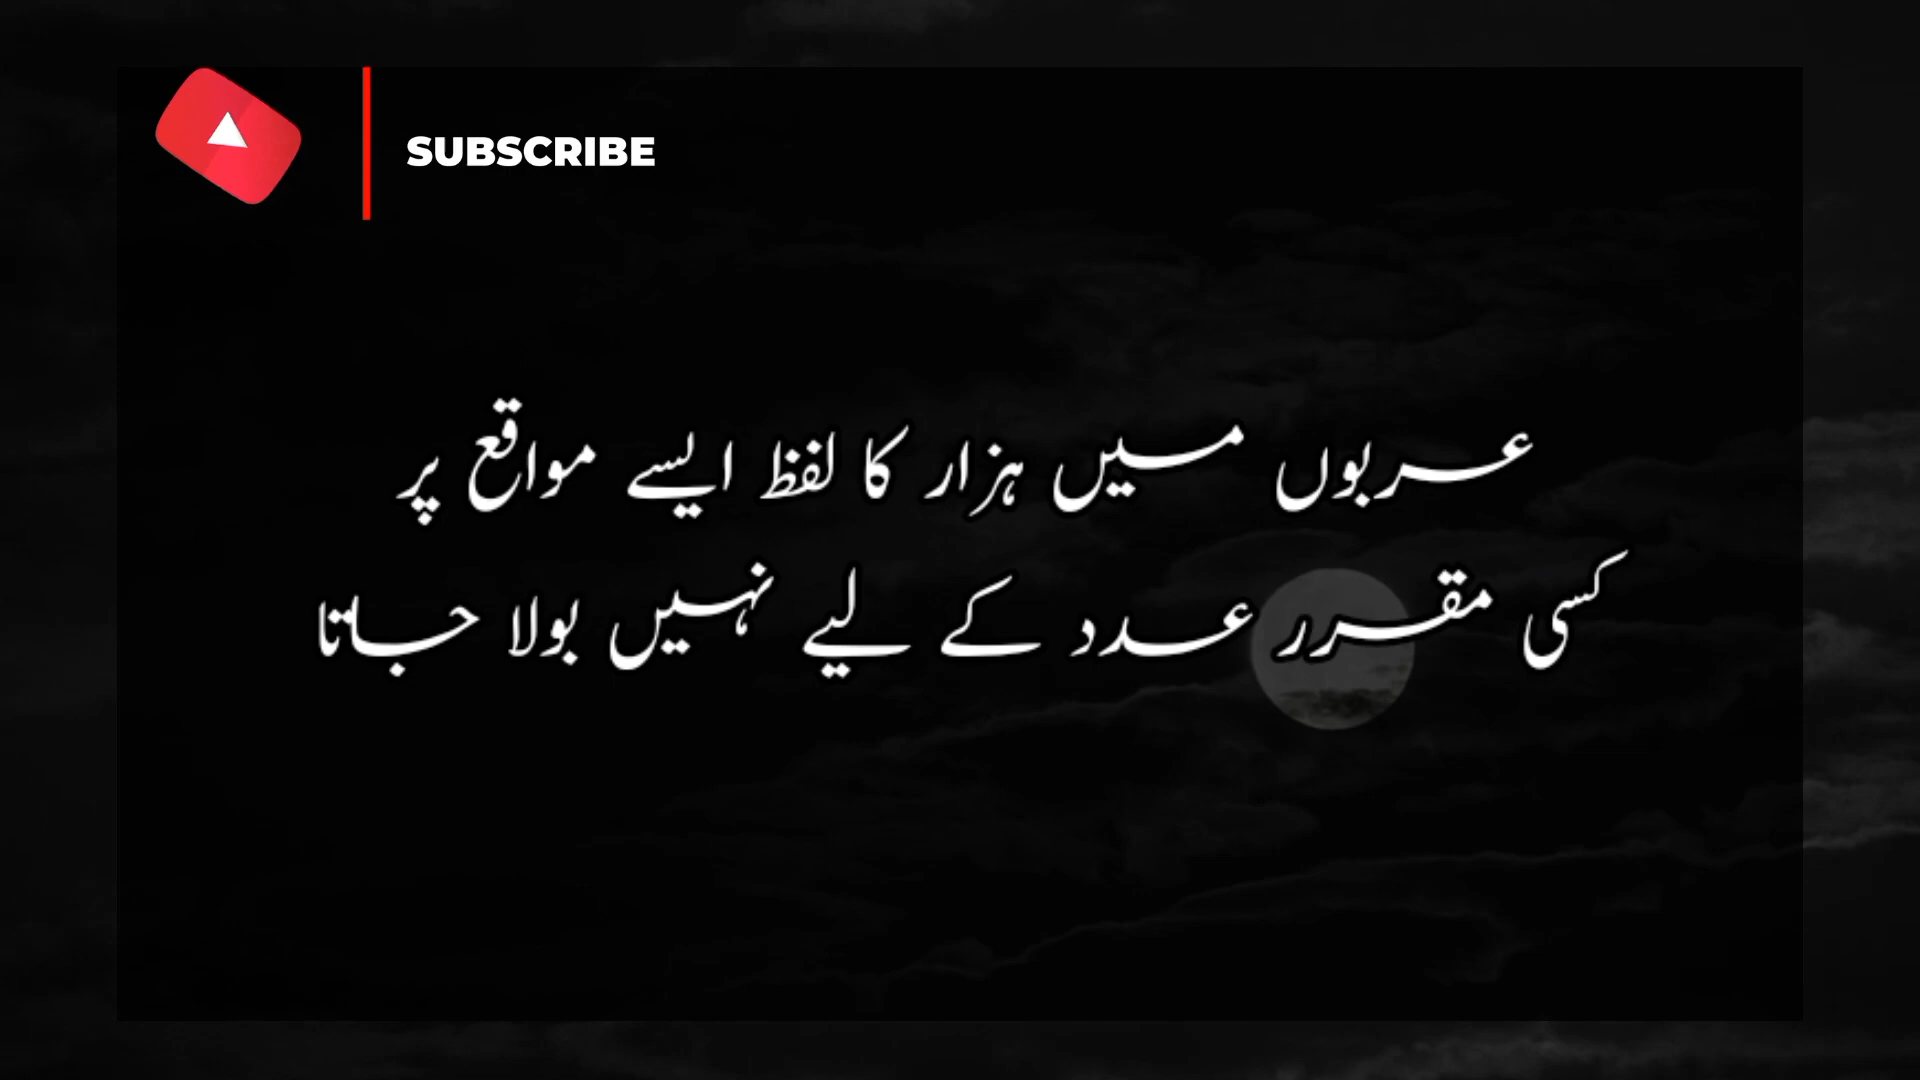 SUBSCRIBE
عربوں میں ہزار کا لفظ ایسے مواقع پر
کسی مقرر عدد کے لیے نہیں بولا جاتا